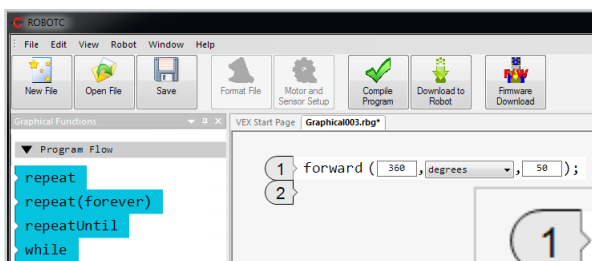 ROBOTC
File Edit View Robot Window Help
New File Open File Save Format File Motor and Sensor Setup Compile Program Download to Robot Firmware Download
Graphical Functions VEX Start Page Graphical003.rbg*
Program Flow
repeat
repeat(forever)
repeatUntil
while
1 forward ( 360 , degrees , 50 );
2
1